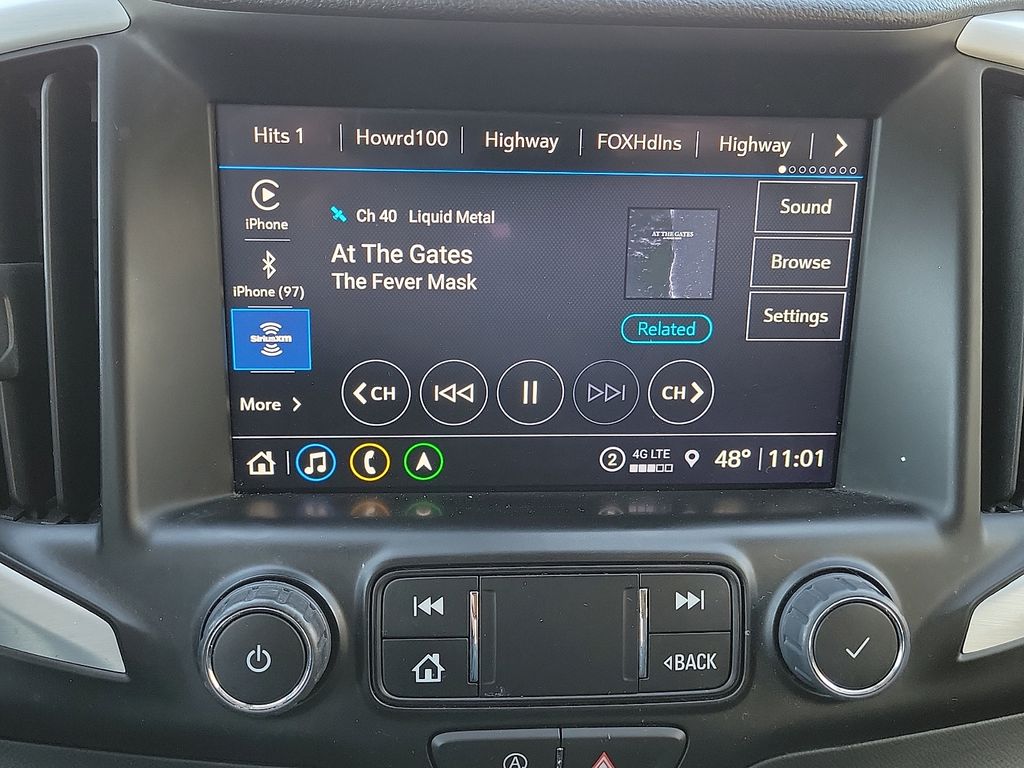 Hits 1
Howrd100
Highway
FOXHdlns
Highway
iPhone
Ch 40 Liquid Metal
AT THE GATES
Sound
At The Gates
The Fever Mask
Browse
iPhone (97)
Settings
SiriusXM
Related
More
CH
CH
2
4G LTE
48° 11:01
BACK
A